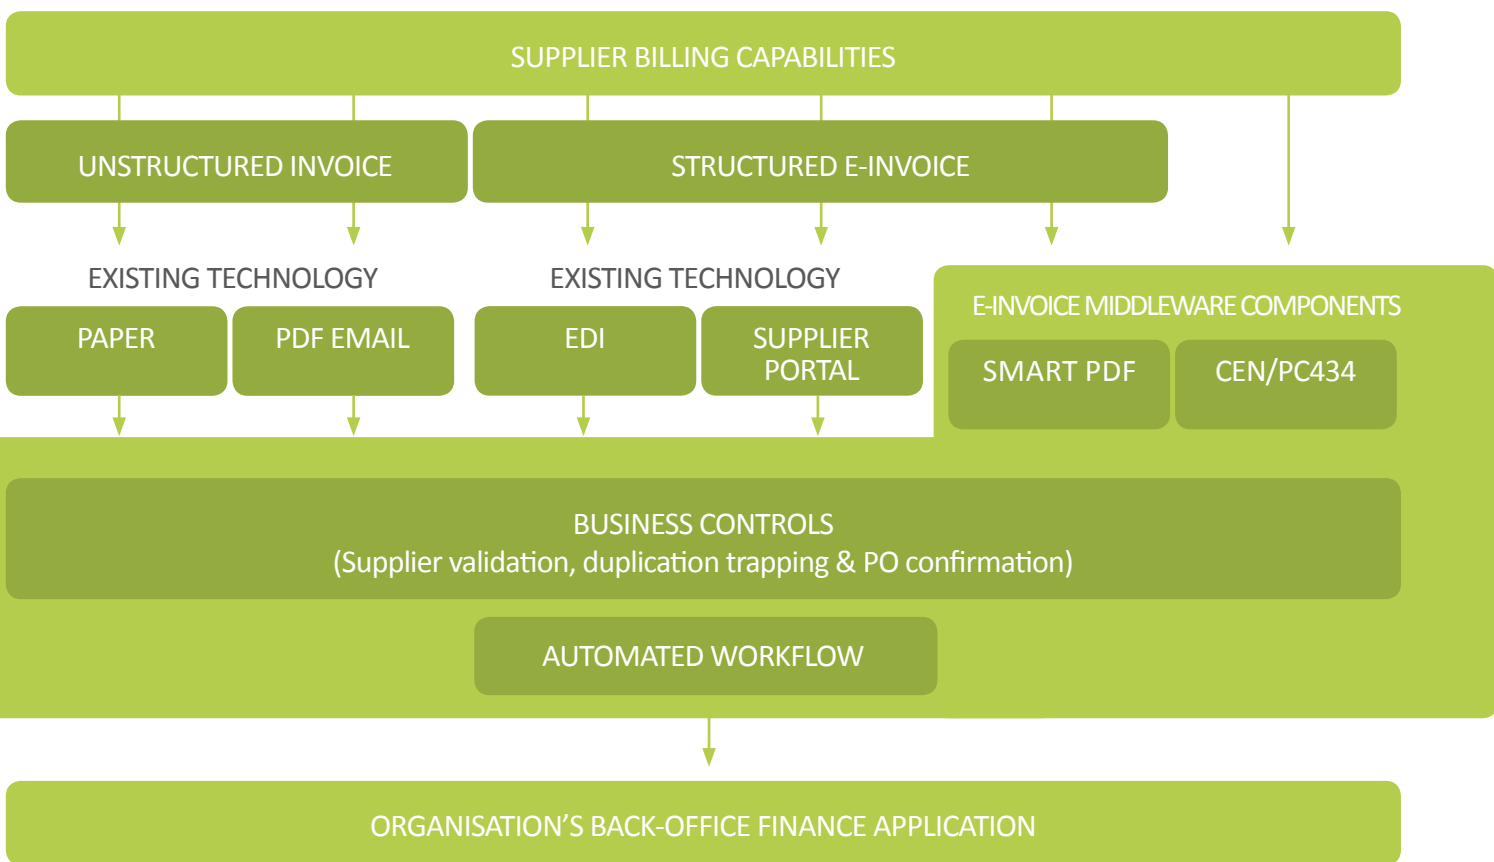 SUPPLIER BILLING CAPABILITIES
UNSTRUCTURED INVOICE
STRUCTURED E-INVOICE
EXISTING TECHNOLOGY
EXISTING TECHNOLOGY
E-INVOICE MIDDLEWARE COMPONENTS
PAPER
PDF EMAIL
EDI
SUPPLIER
PORTAL
SMART PDF
CEN/PC434
BUSINESS CONTROLS
(Supplier validation, duplication trapping & PO confirmation)
AUTOMATED WORKFLOW
ORGANISATION’S BACK-OFFICE FINANCE APPLICATION